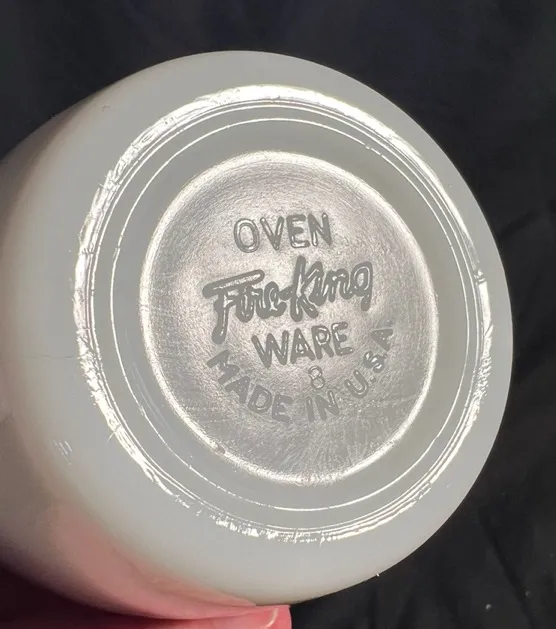 OVEN
Fire-King
WARE
8
MADE IN U.S.A